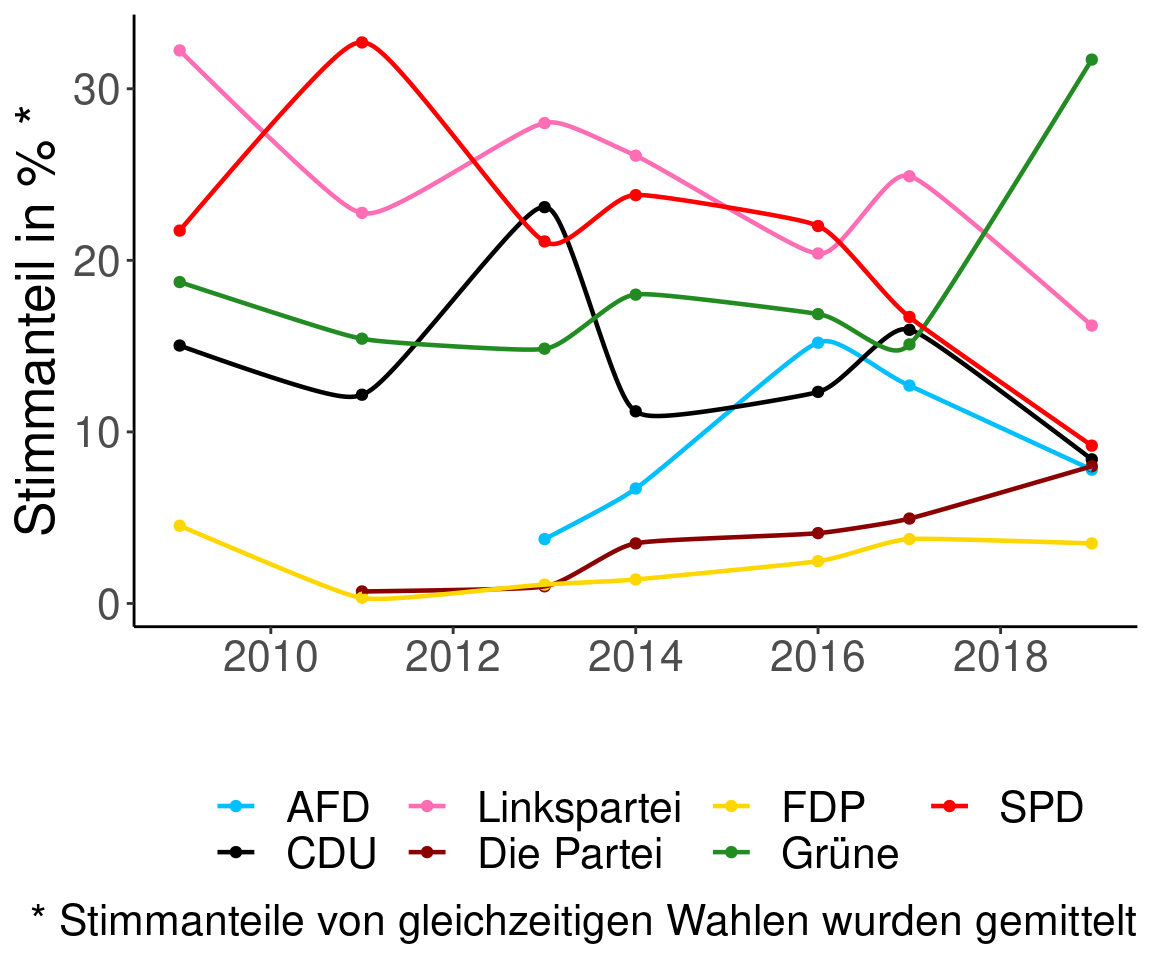 Stimmanteil in % *
30
20
10
0
2010 2012 2014 2016 2018
AFD Linkspartei FDP SPD
CDU Die Partei Grüne
* Stimmanteile von gleichzeitigen Wahlen wurden gemittelt